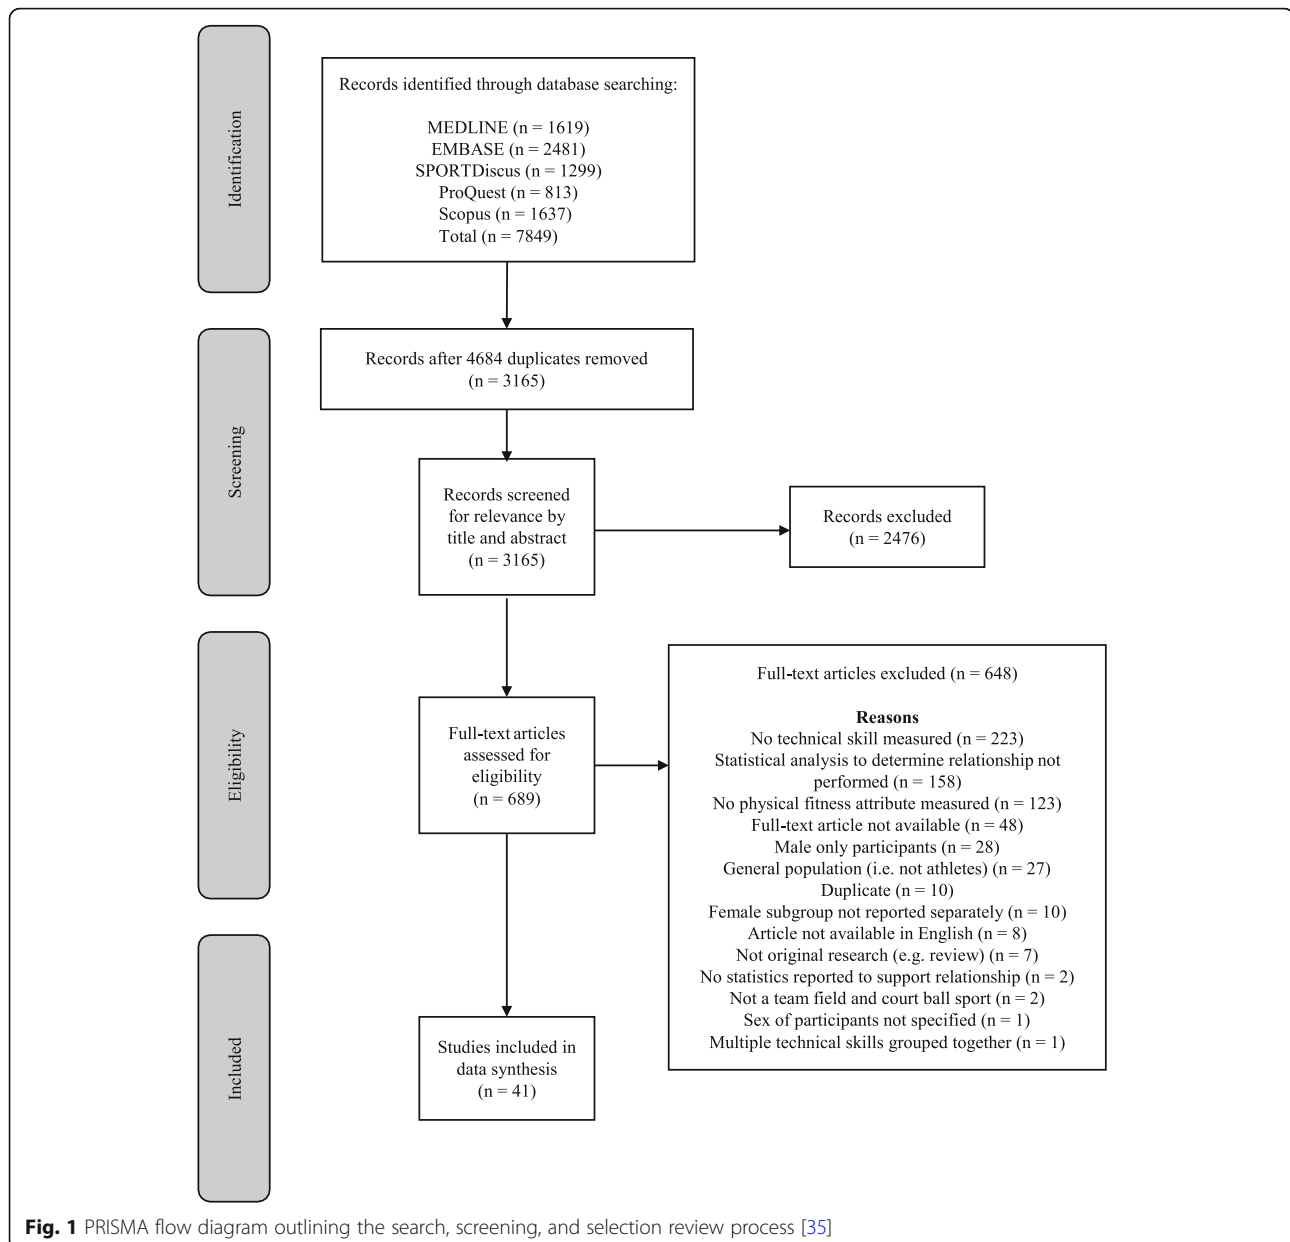 Identification
Records identified through database searching:
MEDLINE (n = 1619)
EMBASE (n = 2481)
SPORTDiscus (n = 1299)
ProQuest (n = 813)
Scopus (n = 1637)
Total (n = 7849)
Screening
Records after 4684 duplicates removed
(n = 3165)
Records screened
for relevance by
title and abstract
(n = 3165)
Records excluded
(n = 2476)
Eligibility
Full-text articles
assessed for
eligibility
(n = 689)
Full-text articles excluded (n = 648)
Reasons
No technical skill measured (n = 223)
Statistical analysis to determine relationship not
performed (n = 158)
No physical fitness attribute measured (n = 123)
Full-text article not available (n = 48)
Male only participants (n = 28)
General population (i.e. not athletes) (n = 27)
Duplicate (n = 10)
Female subgroup not reported separately (n = 10)
Article not available in English (n = 8)
Not original research (e.g. review) (n = 7)
No statistics reported to support relationship (n = 2)
Not a team field and court ball sport (n = 2)
Sex of participants not specified (n = 1)
Multiple technical skills grouped together (n = 1)
Included
Studies included in
data synthesis
(n = 41)
Fig. 1 PRISMA flow diagram outlining the search, screening, and selection review process [35]